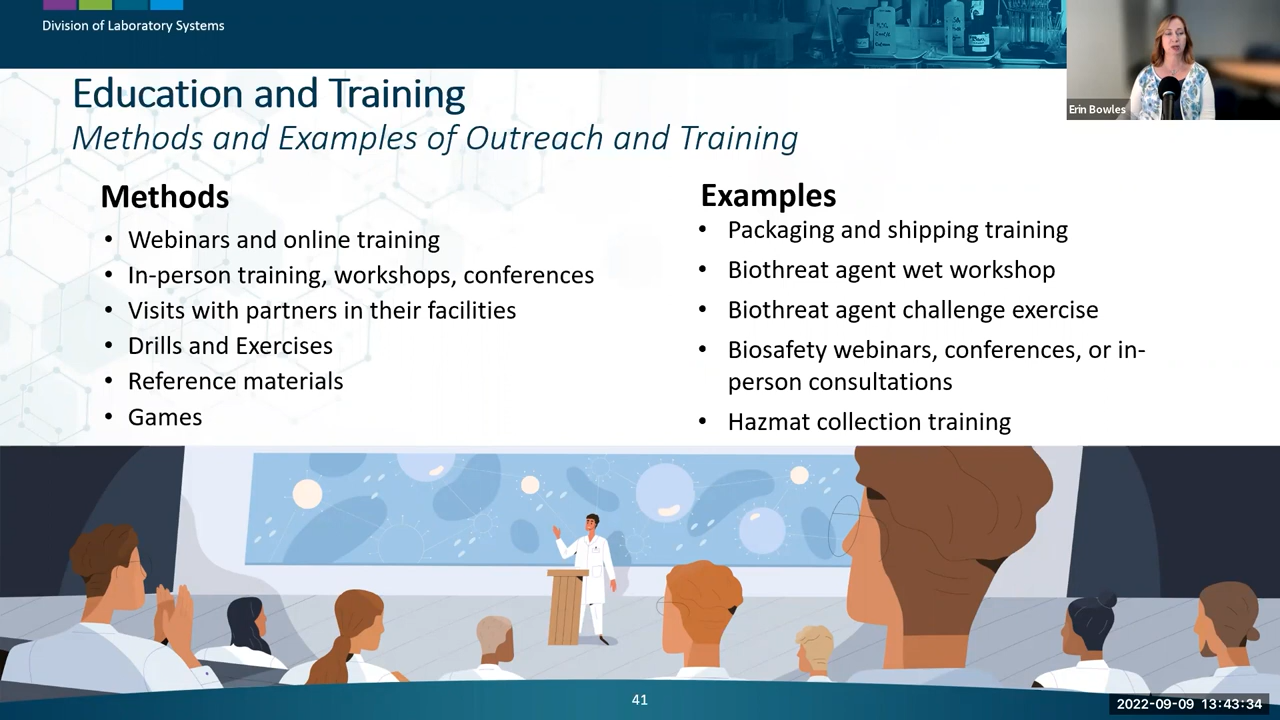 Division of Laboratory Systems
Erin Bowles
Education and Training
Methods and Examples of Outreach and Training
Methods
• Webinars and online training
• In-person training, workshops, conferences
• Visits with partners in their facilities
• Drills and Exercises
• Reference materials
• Games
Examples
• Packaging and shipping training
• Biothreat agent wet workshop
• Biothreat agent challenge exercise
• Biosafety webinars, conferences, or in-
person consultations
• Hazmat collection training
41
2022-09-09 13:43:34